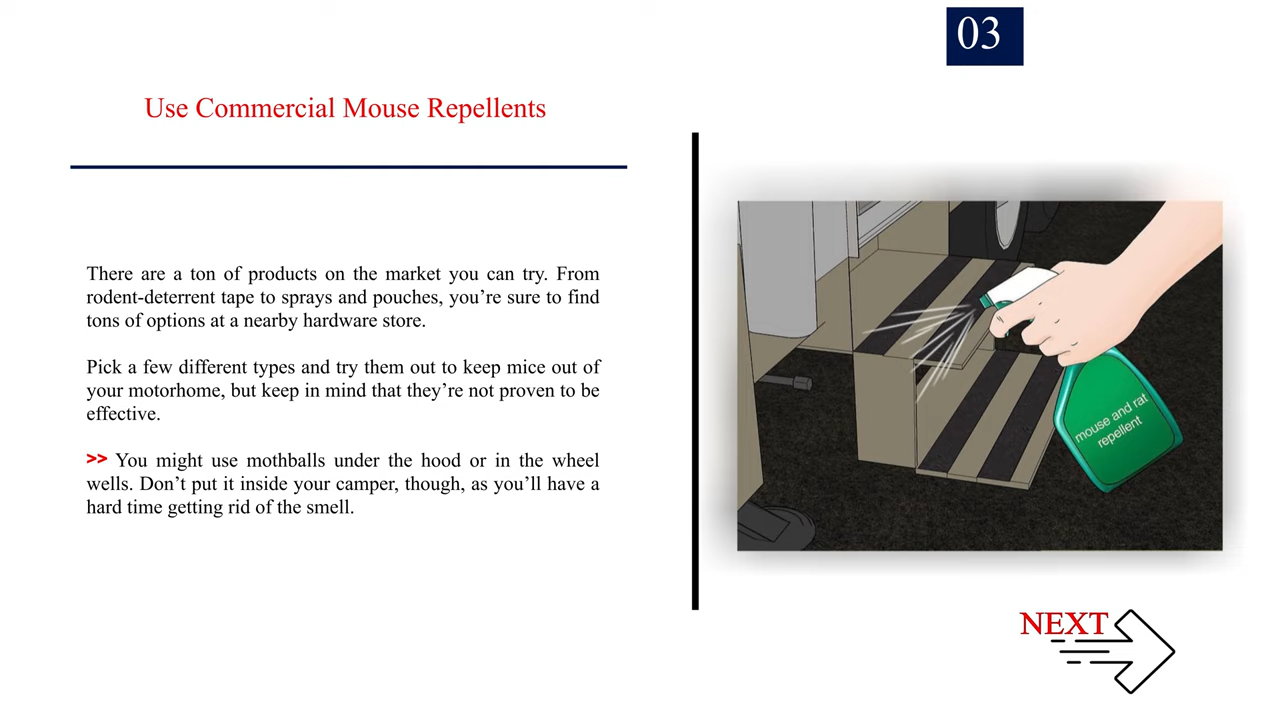 03
Use Commercial Mouse Repellents
There are a ton of products on the market you can try. From
rodent-deterrent tape to sprays and pouches, you’re sure to find
tons of options at a nearby hardware store.
Pick a few different types and try them out to keep mice out of
your motorhome, but keep in mind that they’re not proven to be
effective.
>> You might use mothballs under the hood or in the wheel
wells. Don’t put it inside your camper, though, as you’ll have a
hard time getting rid of the smell.
mouse and rat
repellent
NEXT